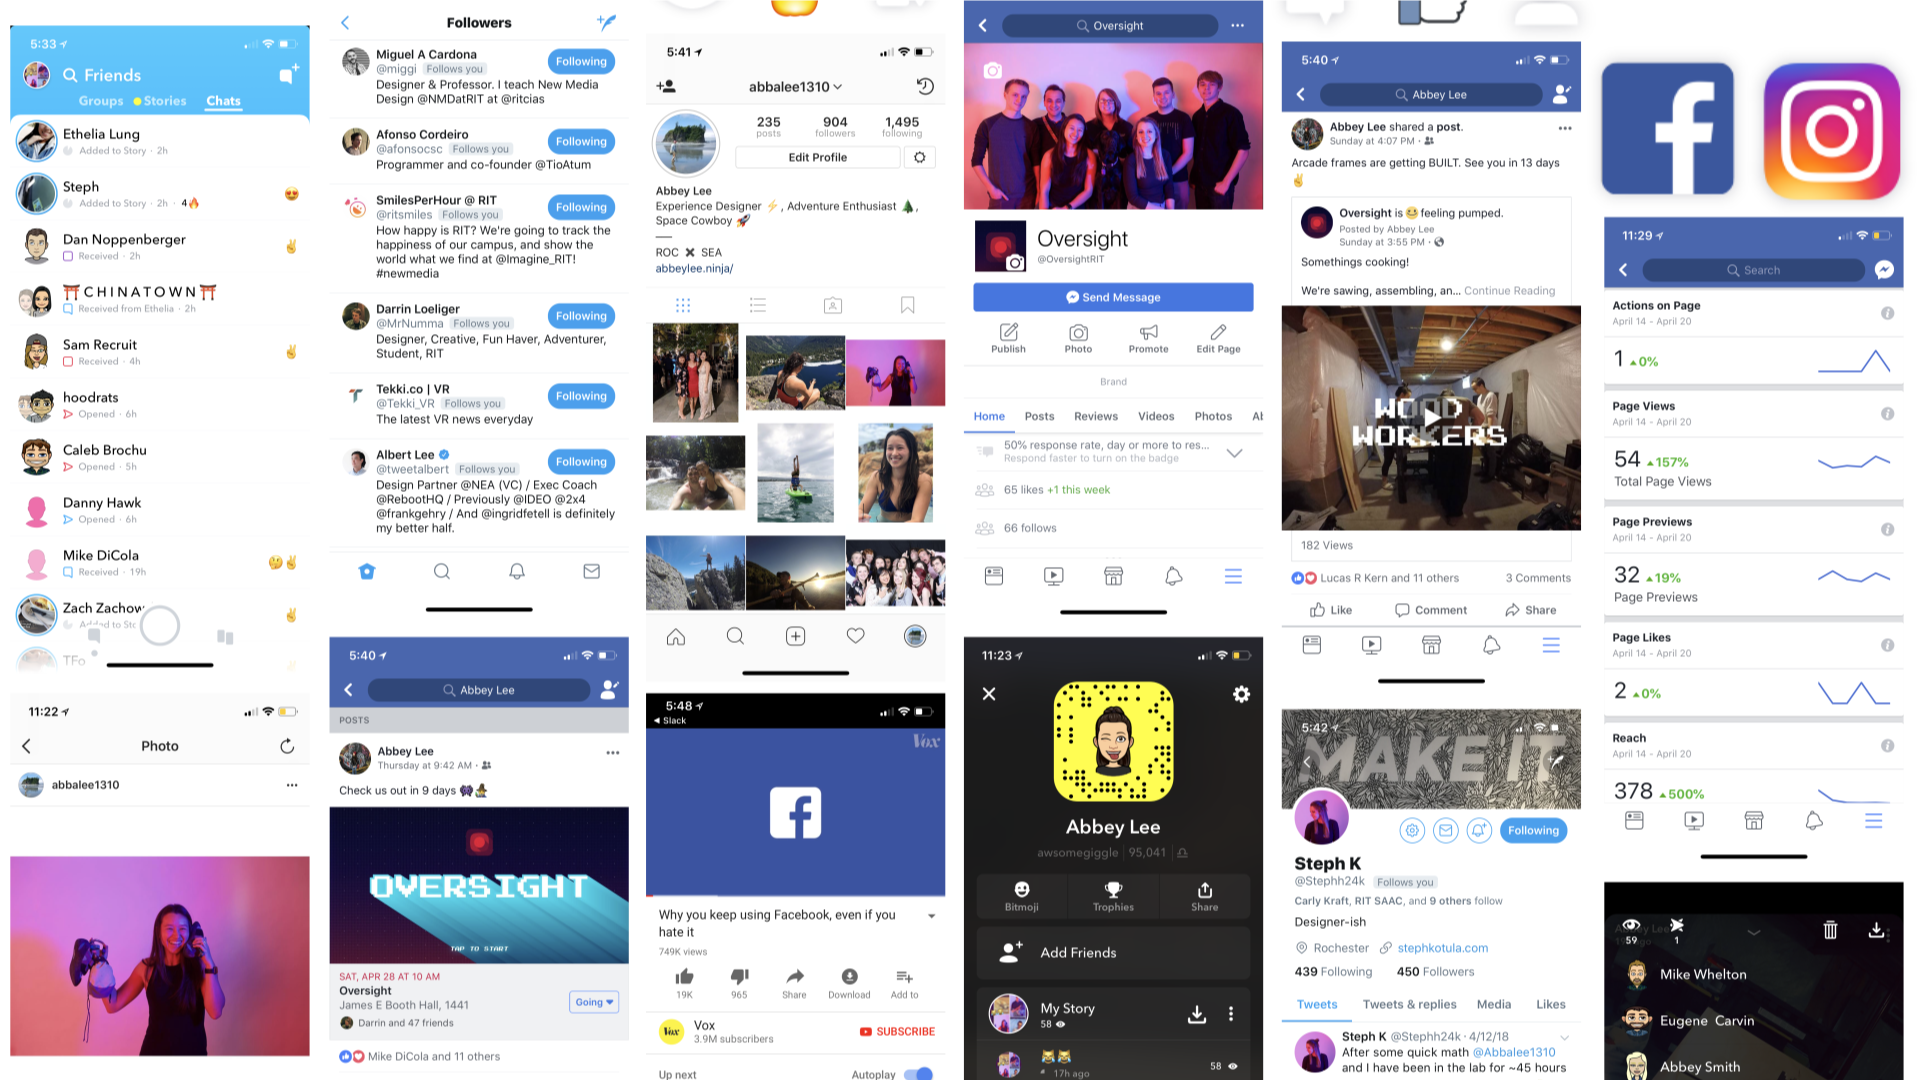 5:33
Friends
Groups
Stories
Chats
Ethelia Lung
Added to Story · 2h
Steph
Added to Story · 2h · 4🔥
Dan Noppenberger
Received · 2h
⛩CHINATOWN⛩
Received from Ethelia · 2h
Sam Recruit
Received · 4h
hoodrats
Opened · 6h
Caleb Brochu
Opened · 5h
Danny Hawk
Opened · 6h
Mike DiCola
Received · 19h
Zach Zachow
Added to Stc
TFo
11:22
Photo
abbalee1310
Followers
Miguel A Cardona
@miggi Follows you
Following
Designer & Professor. I teach New Media
Design @NMDatRIT at @ritcias
Afonso Cordeiro
@afonsocsc Follows you
Following
Programmer and co-founder @TioAtum
SmilesPerHour @ RIT
@ritsmiles Follows you
Following
How happy is RIT? We're going to track the
happiness of our campus, and show the
world what we find at @Imagine_RIT!
#newmedia
Darrin Loeliger
@MrNumma Follows you
Following
Designer, Creative, Fun Haver, Adventurer,
Student, RIT
Tekki.co | VR
@Tekki_VR Follows you
Following
The latest VR news everyday
Albert Lee
@tweetalbert Follows you
Following
Design Partner @NEA (VC) / Exec Coach
@RebootHQ / Previously @IDEO @2x4
@frankgehry / And @ingridfetell is definitely
my better half.
5:40
Abbey Lee
POSTS
Abbey Lee
Thursday at 9:42 AM ·
Check us out in 9 days
OVERSIGHT
TAP TO START
SAT, APR 28 AT 10 AM
Oversight
James E Booth Hall, 1441
Going
Darrin and 47 friends
Mike DiCola and 11 others
5:41
abbalee1310
235 904 1,495
posts followers following
Edit Profile
Abbey Lee
Experience Designer ⚡, Adventure Enthusiast 🌲,
Space Cowboy 🚀
ROC ✖ SEA
abbeylee.ninja/
5:48
Slack
Vox
Why you keep using Facebook, even if you
hate it
749K views
19K 965 Share Download Add to
Vox
Vox
3.9M subscribers
SUBSCRIBE
Up next
Autoplay
Oversight
Oversight
@OversightRIT
Send Message
Publish Photo Promote Edit Page
Brand
Home Posts Reviews Videos Photos Al
50% response rate, day or more to res...
Respond faster to turn on the badge
65 likes +1 this week
66 follows
11:23
Abbey Lee
awsomegiggle | 95,041
Bitmoji Trophies Share
Add Friends
My Story
58
17h ago
58
5:40
Abbey Lee
Abbey Lee shared a post.
Sunday at 4:07 PM ·
Arcade frames are getting BUILT. See you in 13 days
✌
Oversight is 😆 feeling pumped.
Posted by Abbey Lee
Sunday at 3:55 PM ·
Somethings cooking!
We're sawing, assembling, an... Continue Reading
WOOD
WORKERS
182 Views
Lucas R Kern and 11 others
3 Comments
Like Comment Share
5:42
MAKE IT
Following
Steph K
@Stephh24k Follows you
Carly Kraft, RIT SAAC, and 9 others follow
Designer-ish
Rochester stephkotula.com
439 Following 450 Followers
Tweets Tweets & replies Media Likes
Steph K @Stephh24k · 4/12/18
After some quick math @Abbalee1310
and I have been in the lab for ~45 hours
11:29
Search
Actions on Page
April 14 - April 20
1 0%
Page Views
April 14 - April 20
54 157%
Total Page Views
Page Previews
April 14 - April 20
32 19%
Page Previews
Page Likes
April 14 - April 20
2 0%
Reach
April 14 - April 20
378 500%
59
1
Mike Whelton
Eugene Carvin
Abbey Smith